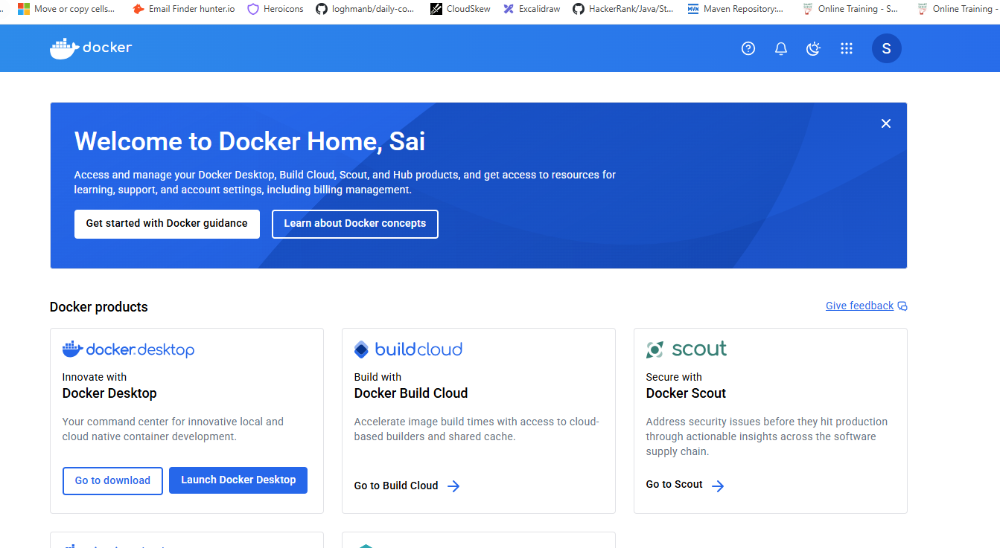 Move or copy cells...
Email Finder hunter.io
Heroicons
loghmanb/daily-co...
CloudSkew
Excalidraw
HackerRank/Java/St...
MVN
Maven Repository:...
Online Training - S...
Online Training -
docker
S
Welcome to Docker Home, Sai
Access and manage your Docker Desktop, Build Cloud, Scout, and Hub products, and get access to resources for
learning, support, and account settings, including billing management.
Get started with Docker guidance
Learn about Docker concepts
Docker products
Give feedback
docker.desktop
Innovate with
Docker Desktop
Your command center for innovative local and
cloud native container development.
Go to download
Launch Docker Desktop
buildcloud
Build with
Docker Build Cloud
Accelerate image build times with access to cloud-
based builders and shared cache.
Go to Build Cloud
scout
Secure with
Docker Scout
Address security issues before they hit production
through actionable insights across the software
supply chain.
Go to Scout